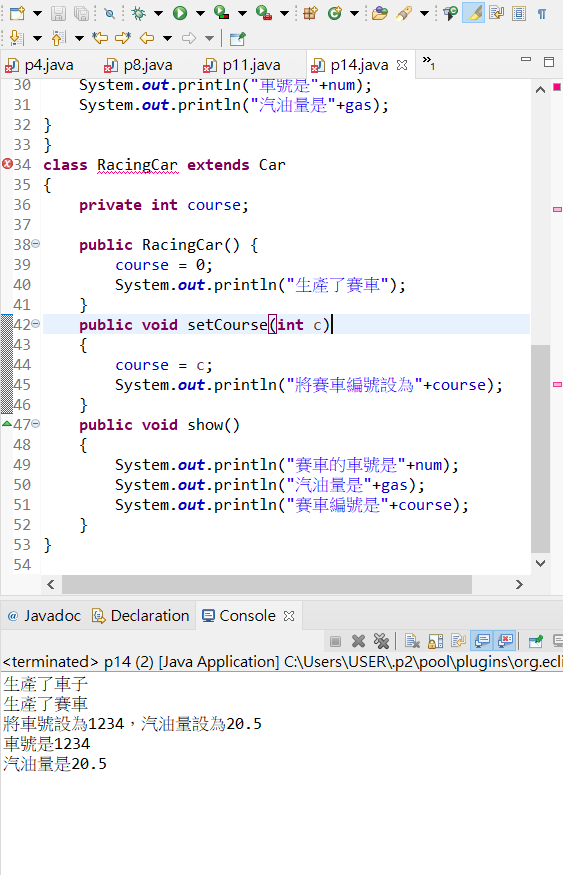 p4.java
p8.java
p11.java
p14.java
»1
30 System.out.println("車號是"+num);
31 System.out.println("汽油量是"+gas);
32 }
33 }
34 class RacingCar extends Car
35 {
36 private int course;
37
38 public RacingCar() {
39 course = 0;
40 System.out.println("生產了賽車");
41 }
42 public void setCourse(int c)
43 {
44 course = c;
45 System.out.println("將賽車編號設為"+course);
46 }
47 public void show()
48 {
49 System.out.println("賽車的車號是"+num);
50 System.out.println("汽油量是"+gas);
51 System.out.println("賽車編號是"+course);
52 }
53 }
54
@ Javadoc Declaration Console
<terminated> p14 (2) [Java Application] C:\Users\USER\.p2\pool\plugins\org.ecli
生產了車子
生產了賽車
將車號設為1234，汽油量設為20.5
車號是1234
汽油量是20.5